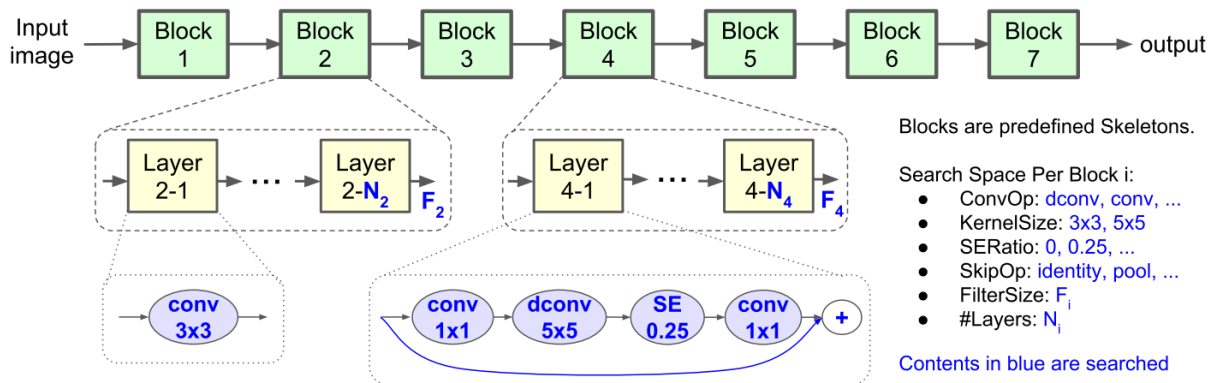 Input image
Block 1
Block 2
Block 3
Block 4
Block 5
Block 6
Block 7
output
Layer 2-1
...
Layer 2-N2
F2
Layer 4-1
...
Layer 4-N4
F4
conv 3x3
conv 1x1
dconv 5x5
SE 0.25
conv 1x1
+
Blocks are predefined Skeletons.
Search Space Per Block i:
● ConvOp: dconv, conv, ...
● KernelSize: 3x3, 5x5
● SERatio: 0, 0.25, ...
● SkipOp: identity, pool, ...
● FilterSize: Fi
● #Layers: Ni
Contents in blue are searched